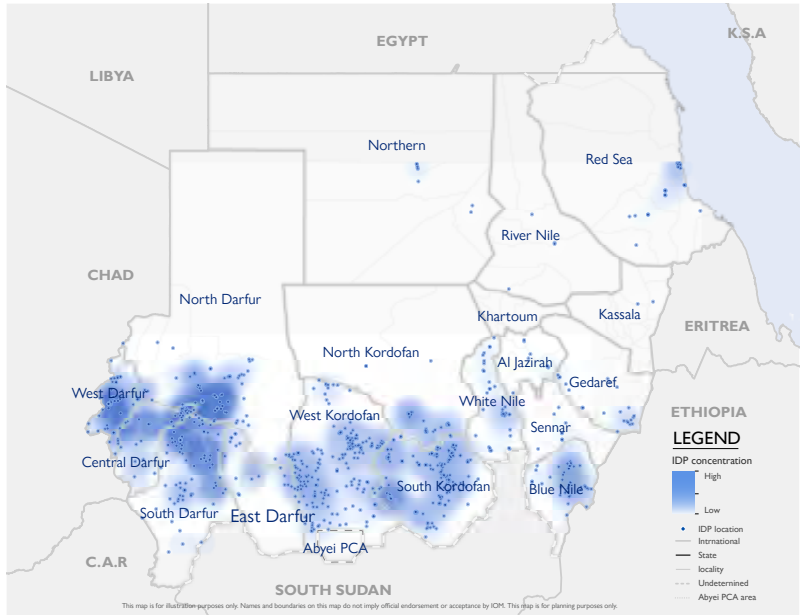 K.S.A
EGYPT
LIBYA
Northern
Red Sea
River Nile
CHAD
North Darfur
Khartoum
Kassala
ERITREA
North Kordofan
Al Jazirah
Gedaref
West Darfur
White Nile
West Kordofan
ETHIOPIA
Sennar
LEGEND
Central Darfur
IDP concentration
High
South Kordofan
Blue Nile
Low
South Darfur
East Darfur
IDP location
Intrnational
Abyei PCA
State
C.A.R
locality
Undeternined
SOUTH SUDAN
Abyei PCA area
This map is for illustration purposes only. Names and boundaries on this map do not imply official endorsement or acceptance by IOM. This map is for planning purposes only.